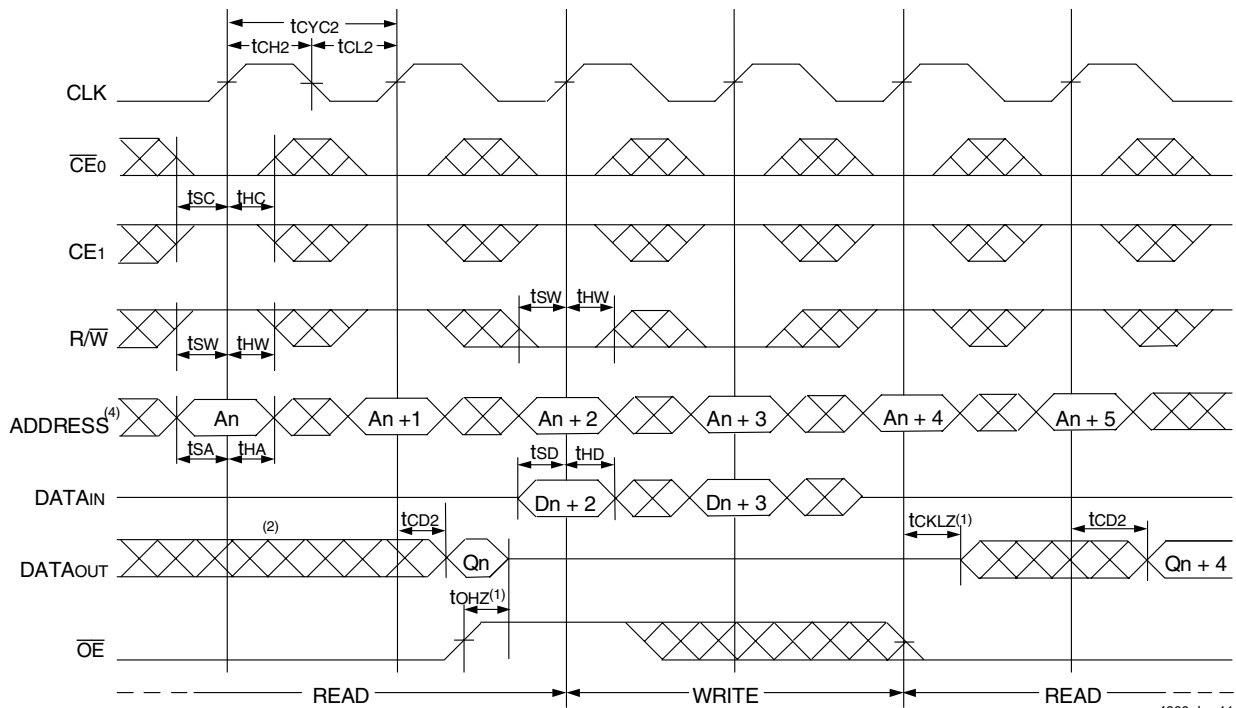 tCYC2
tCH2 tCL2
CLK
CE0
tSC tHC
CE1
tSW tHW
R/W
tSW tHW
ADDRESS(4) An An +1 An + 2 An + 3 An + 4 An + 5
tSA tHA tSD tHD
DATAIN Dn + 2 Dn + 3
(2) tCD2 tCKLZ(1) tCD2
DATAOUT Qn Qn + 4
tOHZ(1)
OE
READ WRITE READ